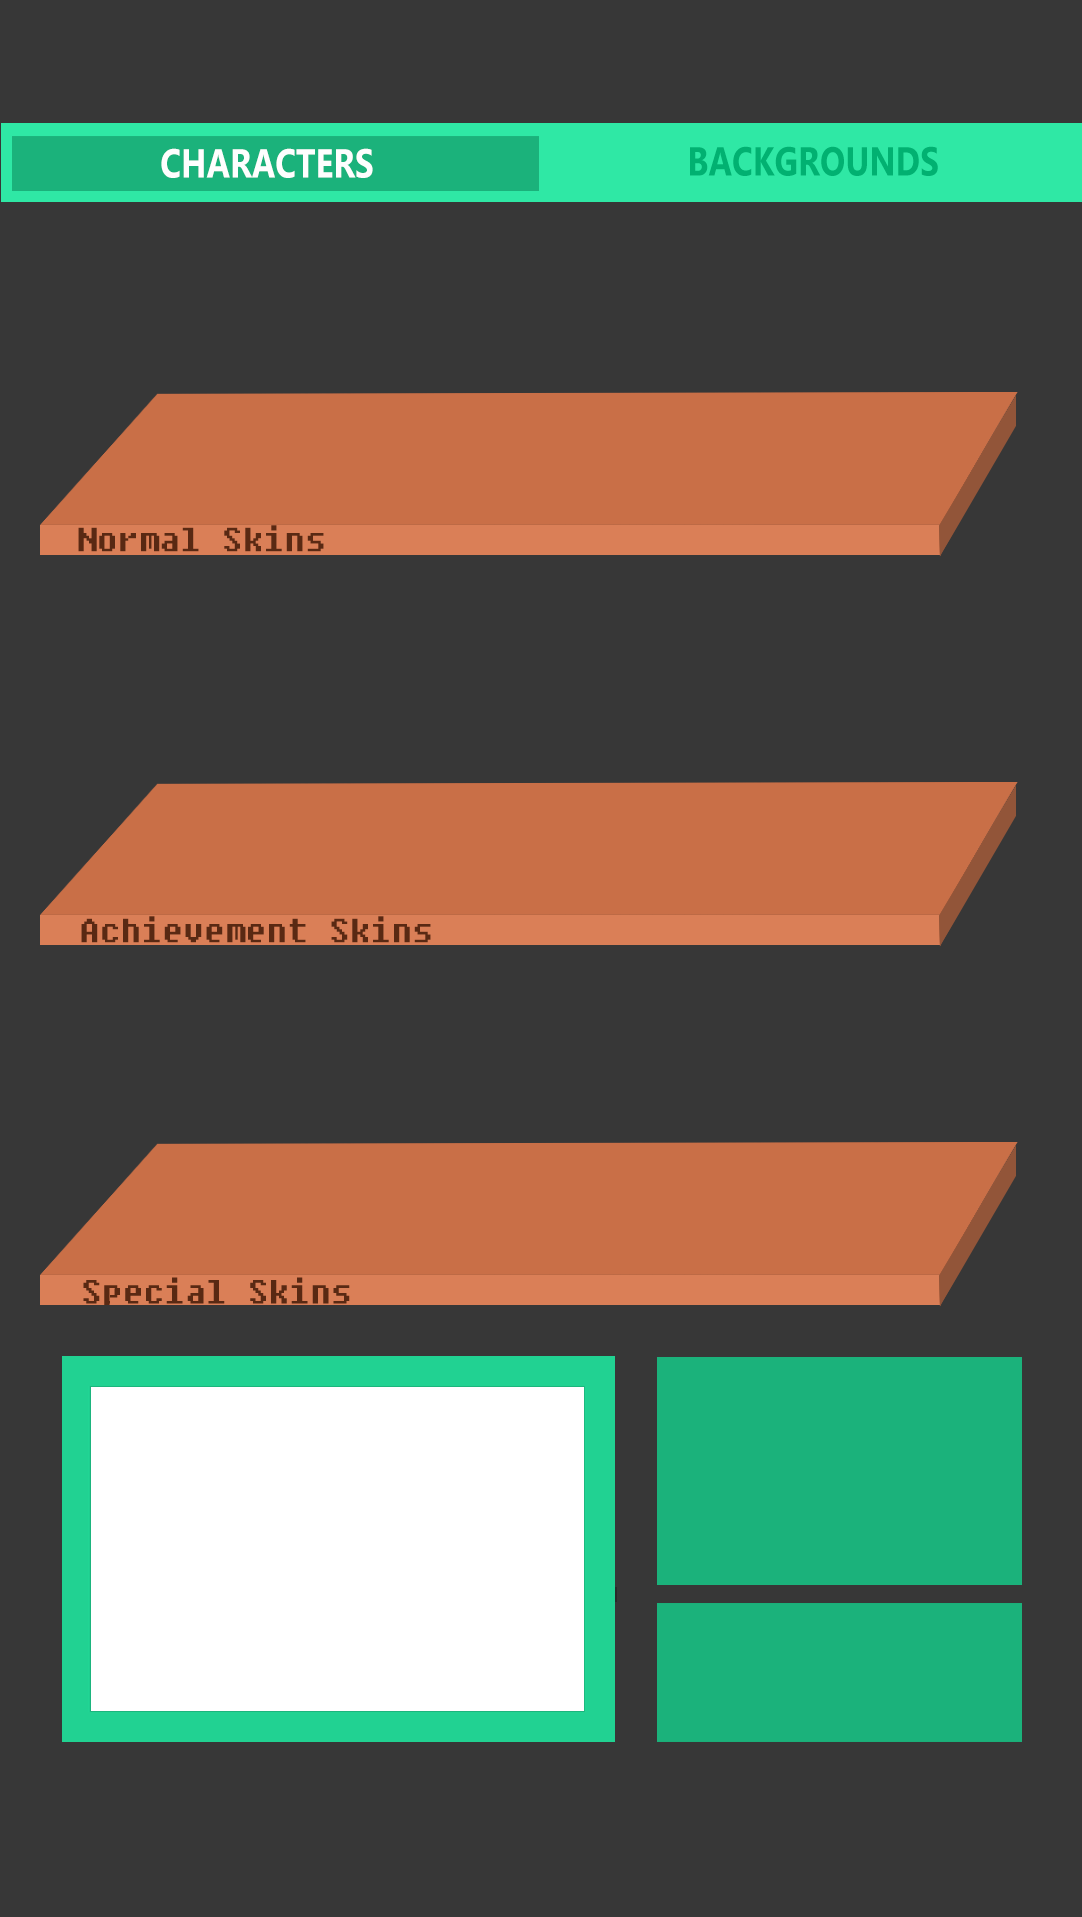 CHARACTERS
BACKGROUNDS
Normal Skins
Achievement Skins
Special Skins